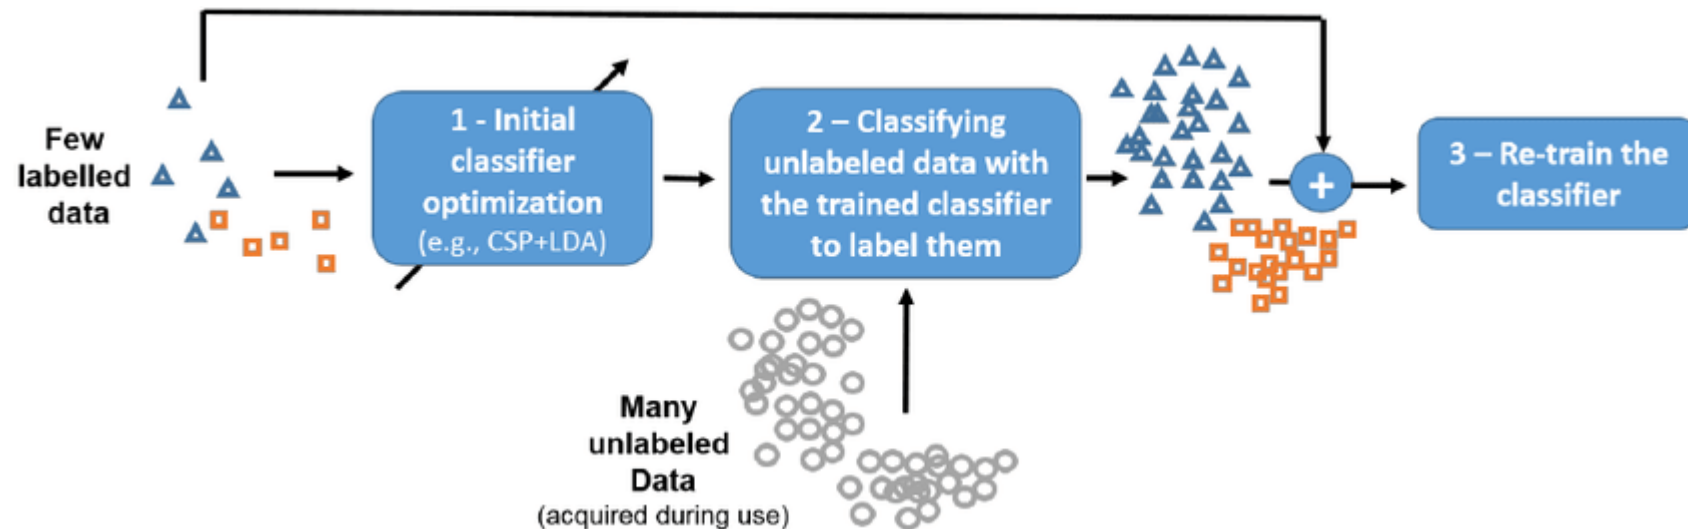 Few
labelled
data
1 - Initial
classifier
optimization
(e.g., CSP+LDA)
2 – Classifying
unlabeled data with
the trained classifier
to label them
+
3 – Re-train the
classifier
Many
unlabeled
Data
(acquired during use)